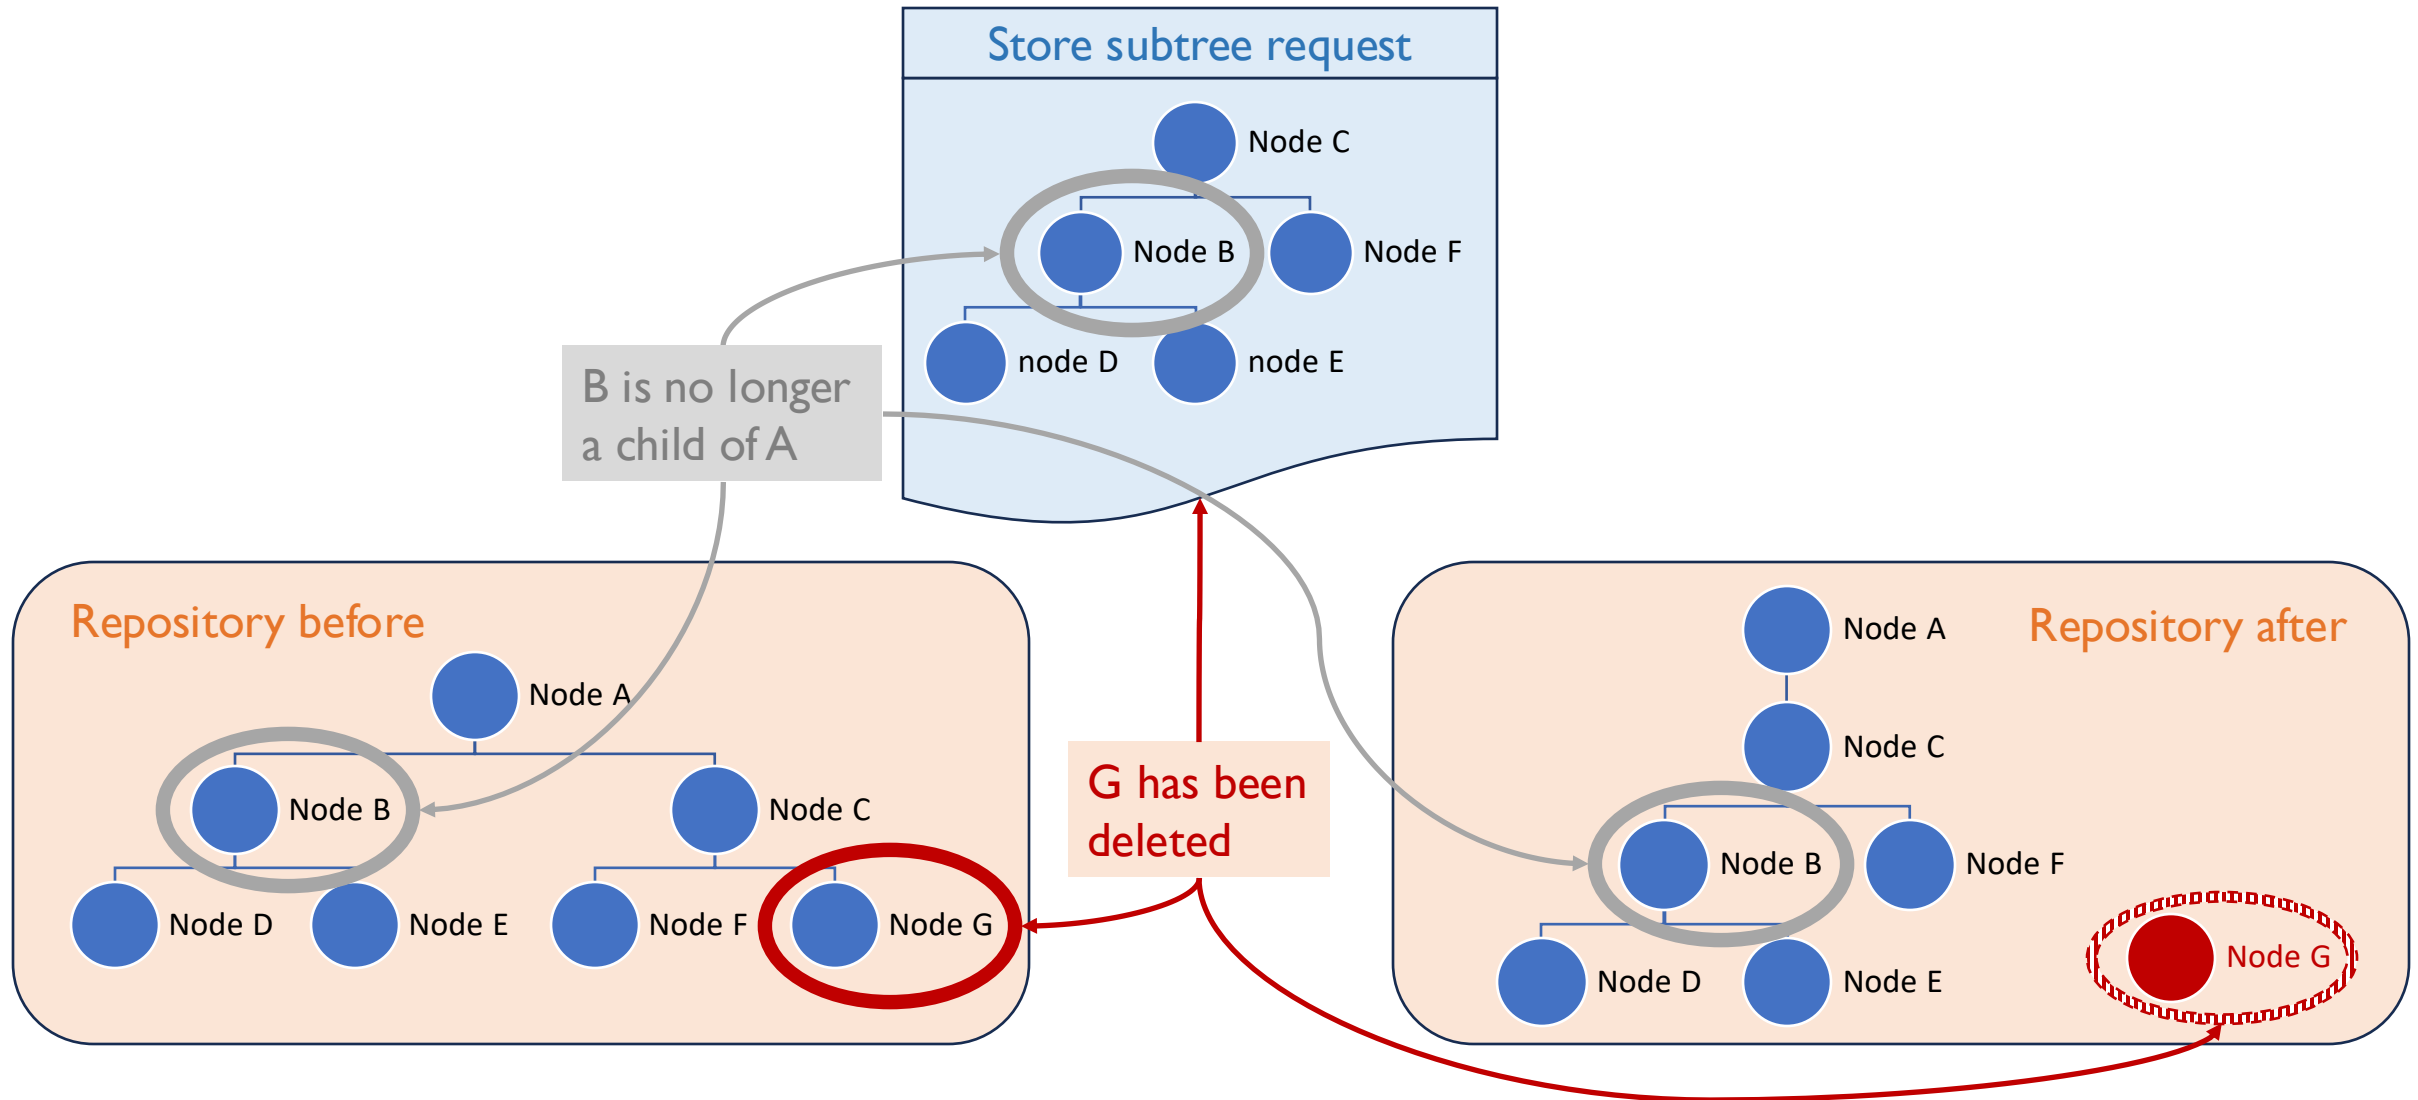 Store subtree request
Node C
Node B
Node F
node D
node E
B is no longer
a child of A
Repository before
Node A
Node B
Node C
Node D
Node E
Node F
Node G
G has been
deleted
Repository after
Node A
Node C
Node B
Node F
Node D
Node E
Node G